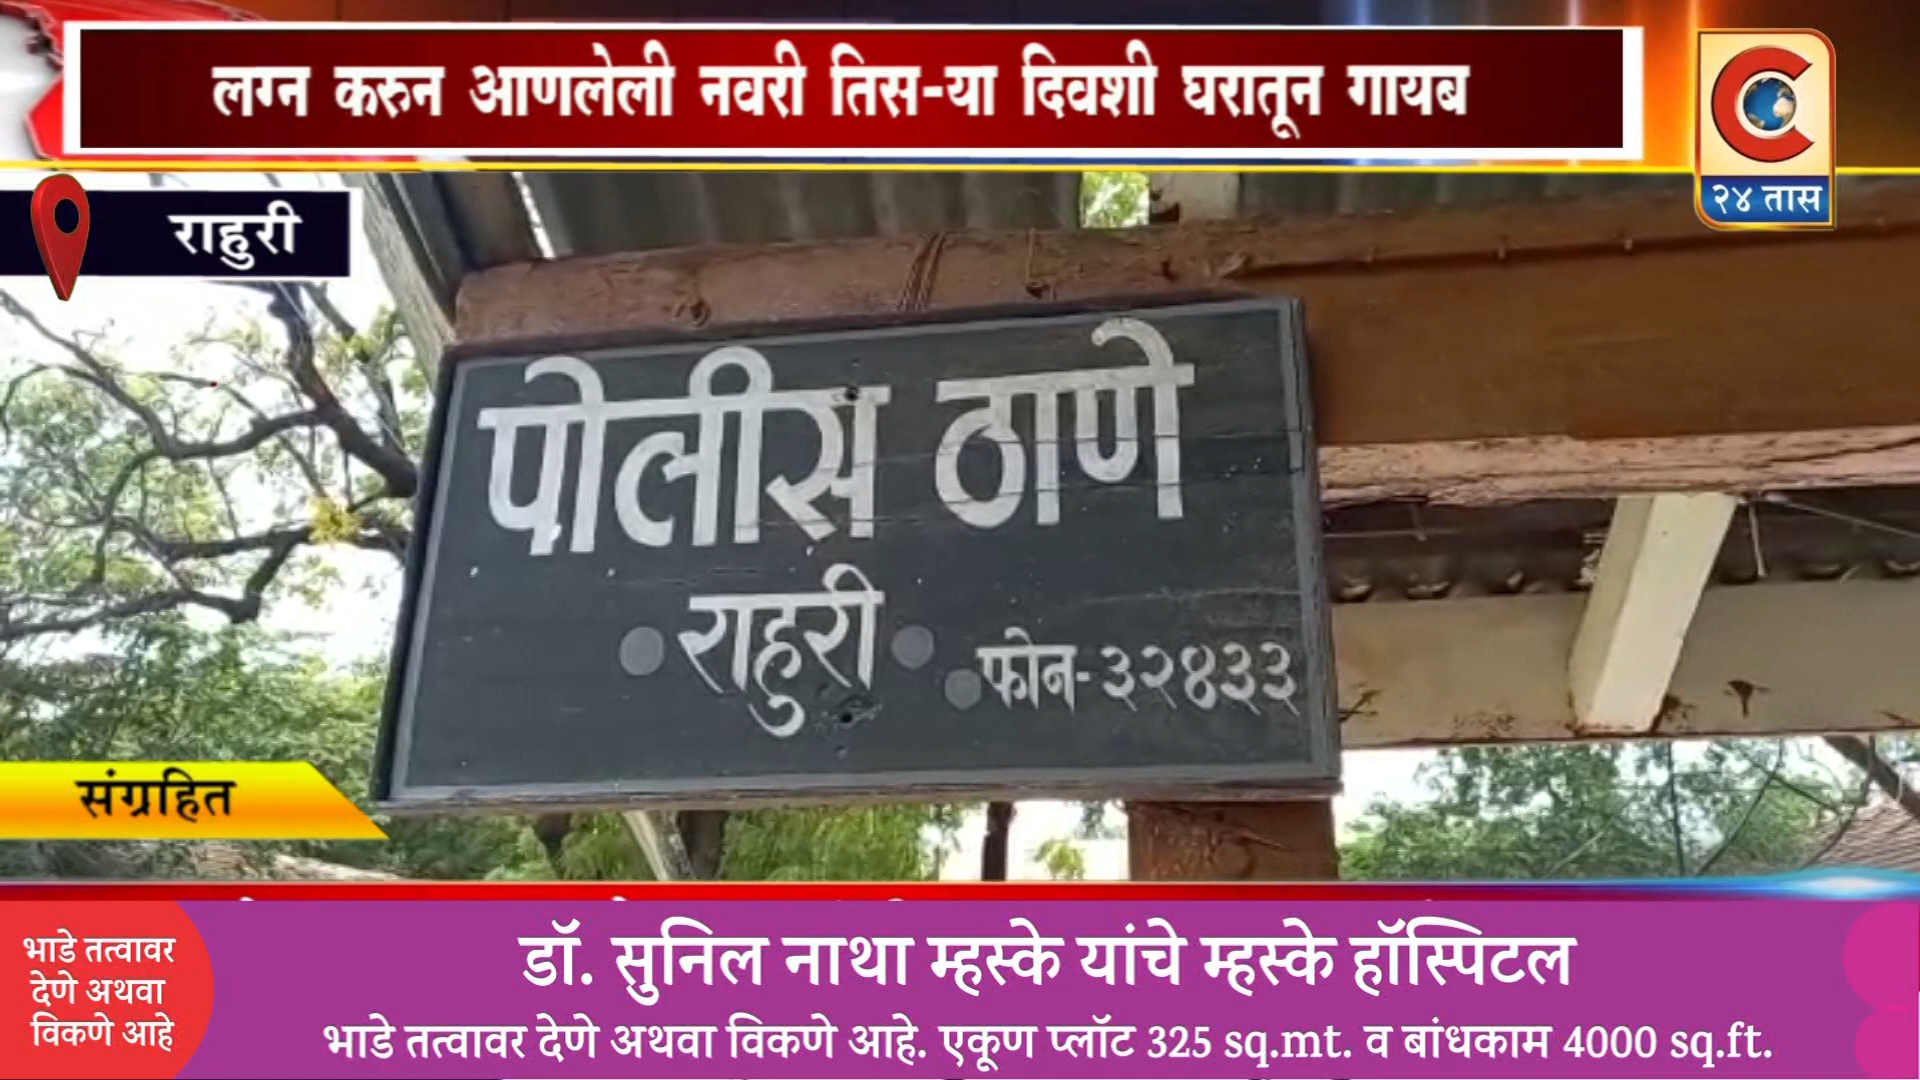 लग्न करुन आणलेली नवरी तिस-या दिवशी घरातून गायब
C
२४ तास
राहुरी
पोलीस ठाणे
राहुरी
फोन-३२४३३
संग्रहित
भाडे तत्वावर
देणे अथवा
विकणे आहे
डॉ. सुनिल नाथा म्हस्के यांचे म्हस्के हॉस्पिटल
भाडे तत्वावर देणे अथवा विकणे आहे. एकूण प्लॉट 325 sq.mt. व बांधकाम 4000 sq.ft.